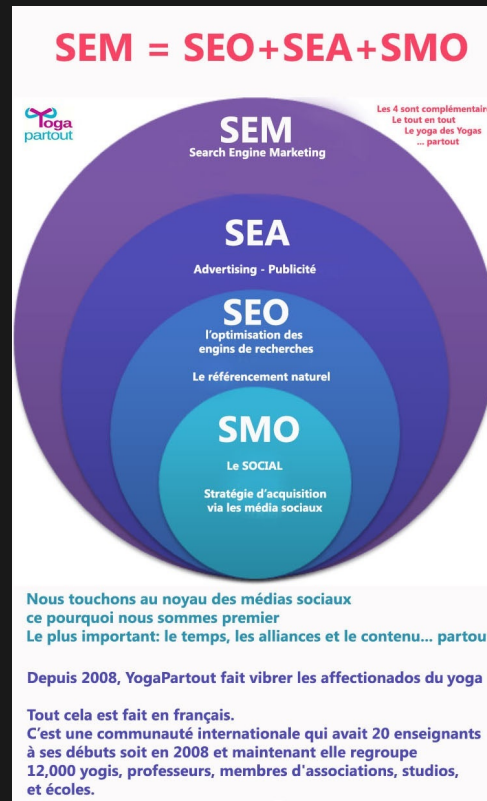 SEM = SEO+SEA+SMO
Yoga
partout
Les 4 sont complémentaire
Le tout en tout
Le yoga des Yogas
... partout
SEM
Search Engine Marketing
SEA
Advertising - Publicité
SEO
l'optimisation des
engins de recherches
Le référencement naturel
SMO
Le SOCIAL
Stratégie d'acquisition
via les média sociaux
Nous touchons au noyau des médias sociaux
ce pourquoi nous sommes premier
Le plus important: le temps, les alliances et le contenu... partou
Depuis 2008, YogaPartout fait vibrer les affectionados du yoga
Tout cela est fait en français.
C'est une communauté internationale qui avait 20 enseignants
à ses débuts soit en 2008 et maintenant elle regroupe
12,000 yogis, professeurs, membres d'associations, studios,
et écoles.